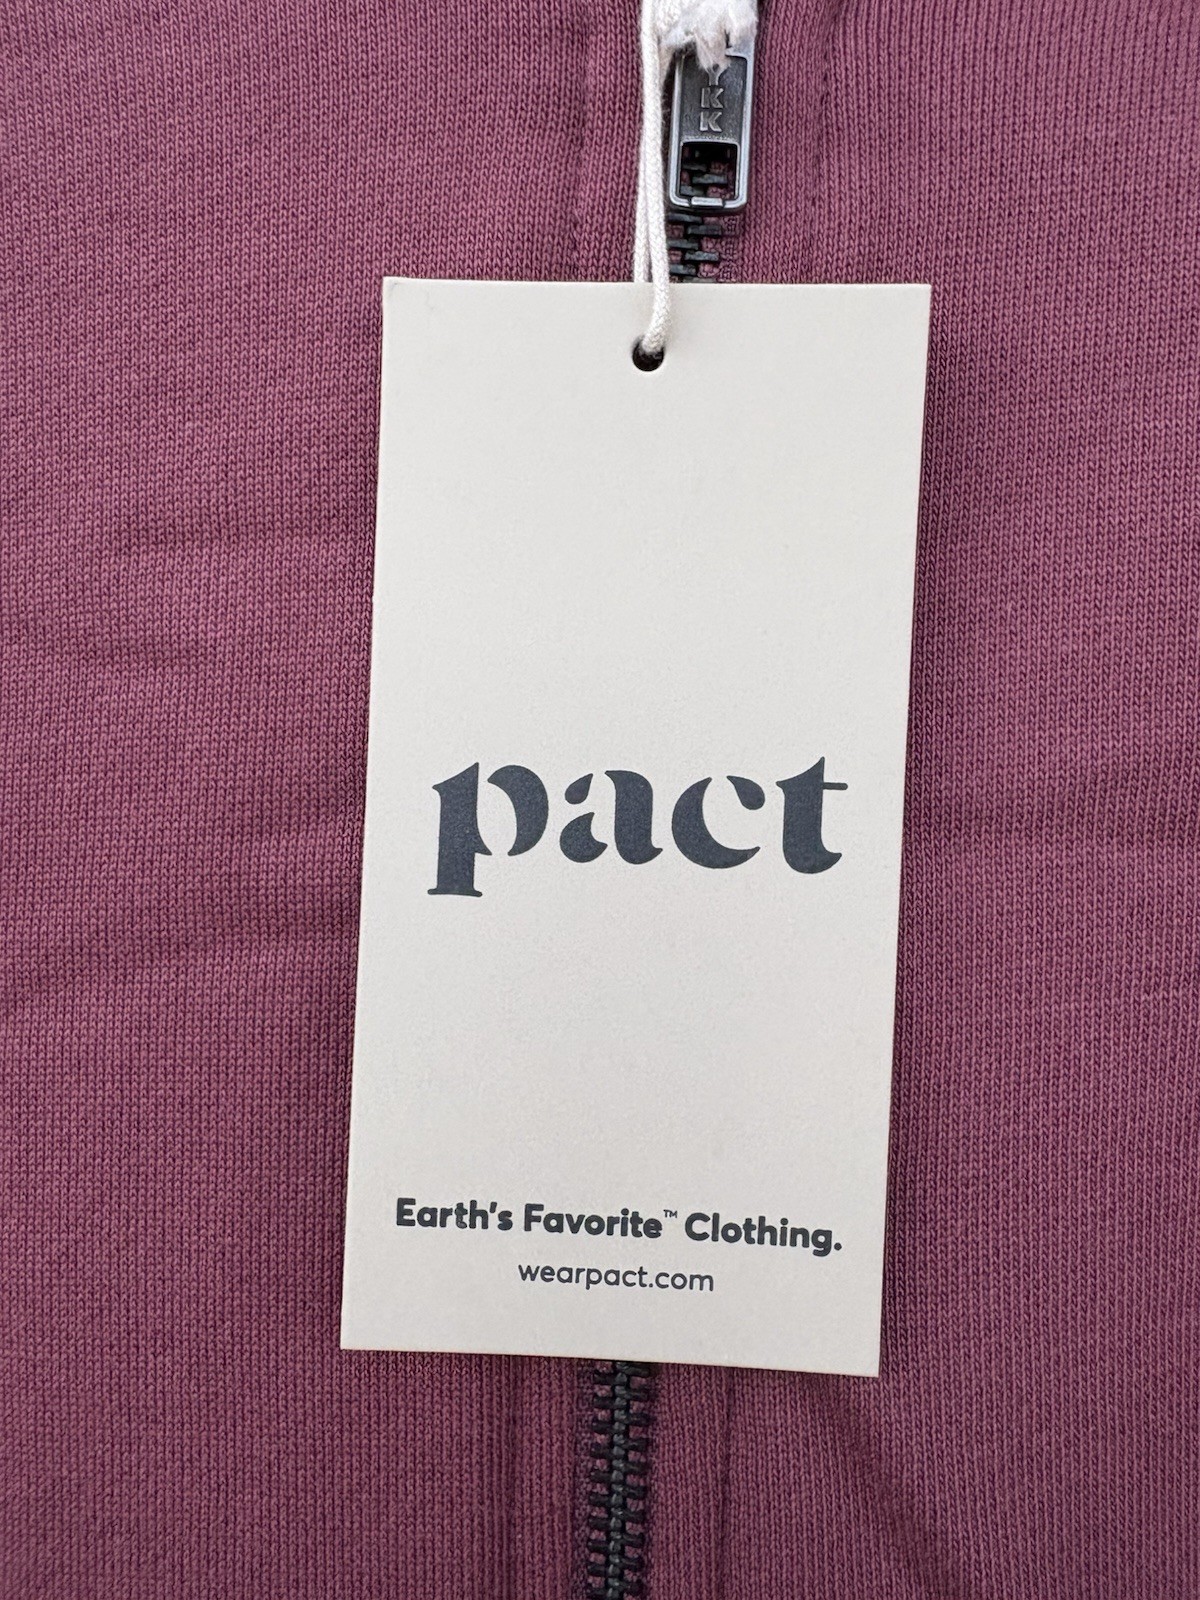 YKK
pact
Earth's Favorite™ Clothing.
wearpact.com